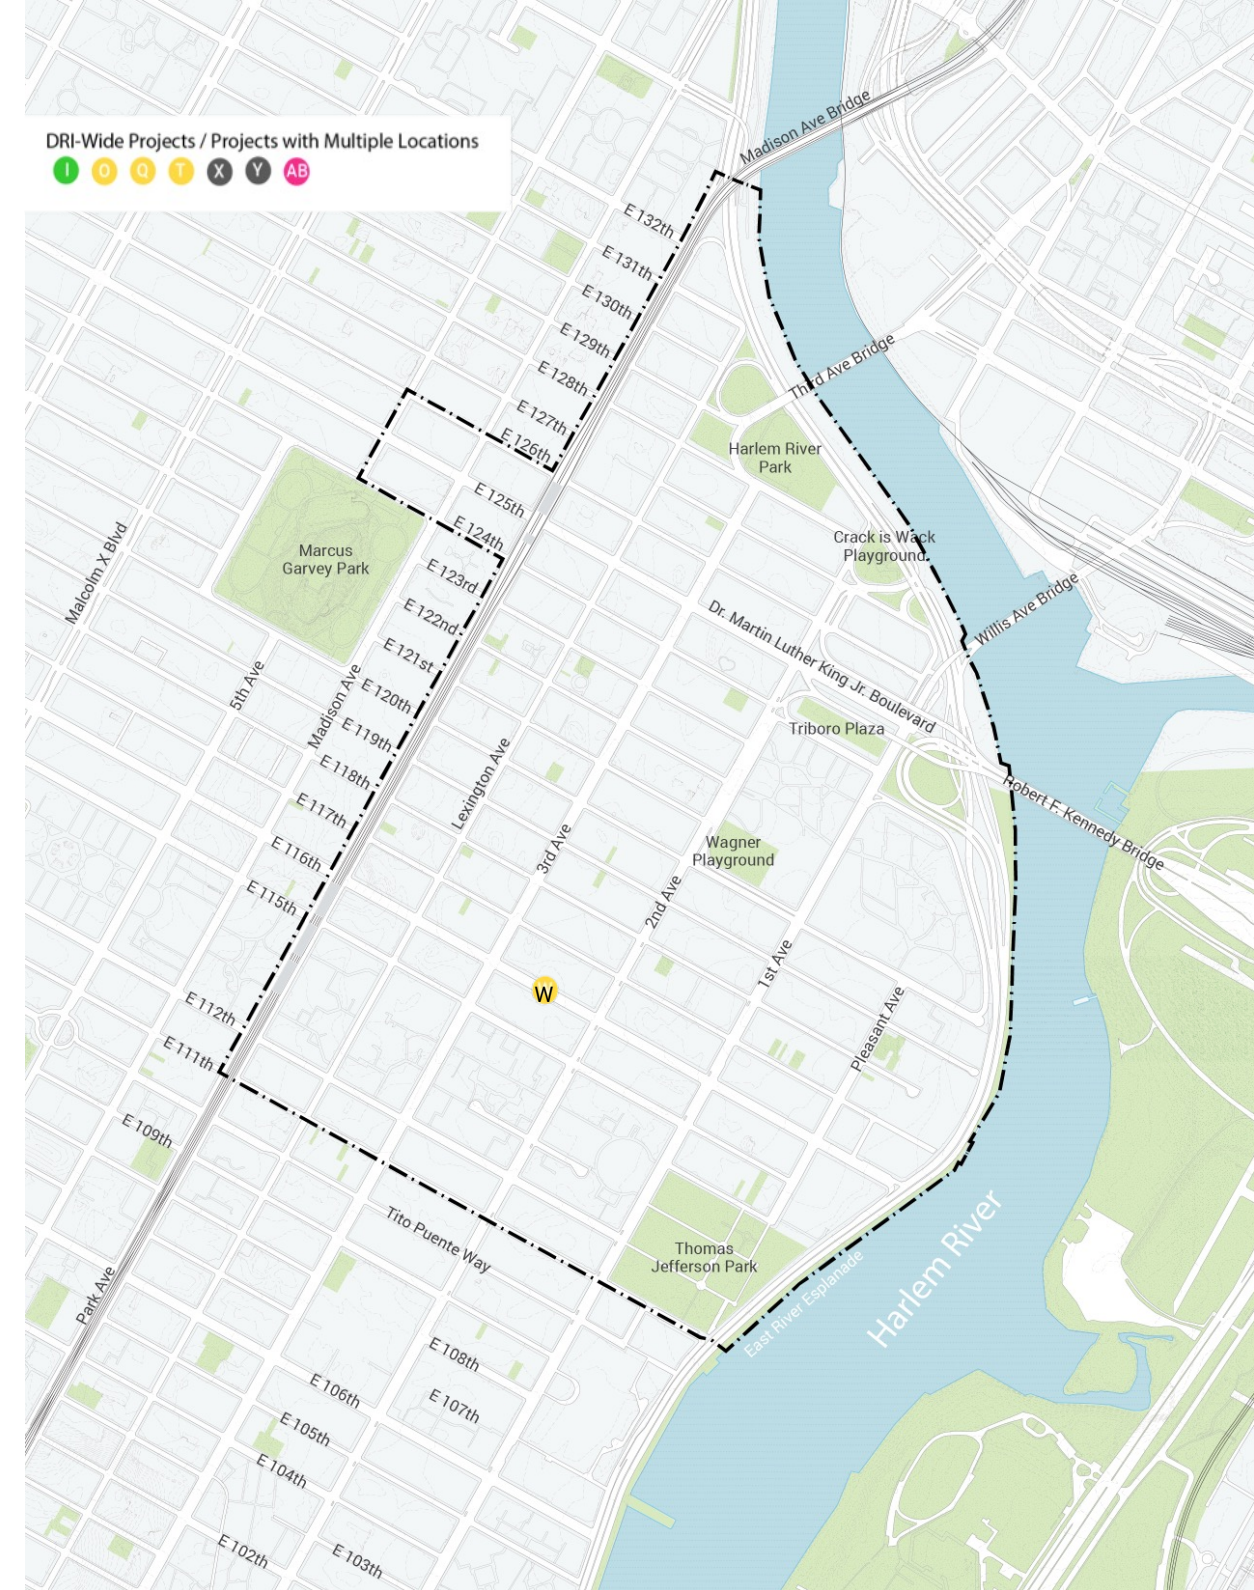 DRI-Wide Projects / Projects with Multiple Locations
I O Q T X Y AB
Madison Ave Bridge
E 132th
E 131th
E 130th
E 129th
E 128th
E 127th
E 126th
Third Ave Bridge
Harlem River
Park
E 125th
E 124th
Marcus
Garvey Park
Crack is Wack
Playground
Malcolm X Blvd
E 123rd
E 122nd
E 121st
E 120th
E 119th
E 118th
E 117th
E 116th
E 115th
Willis Ave Bridge
Dr. Martin Luther King Jr. Boulevard
5th Ave
Madison Ave
Triboro Plaza
Lexington Ave
Robert F. Kennedy Bridge
3rd Ave
Wagner
Playground
2nd Ave
1st Ave
W
Pleasant Ave
E 112th
E 111th
E 109th
Tito Puente Way
Thomas
Jefferson Park
East River Esplanade
Harlem River
Park Ave
E 108th
E 107th
E 106th
E 105th
E 104th
E 103th
E 102th